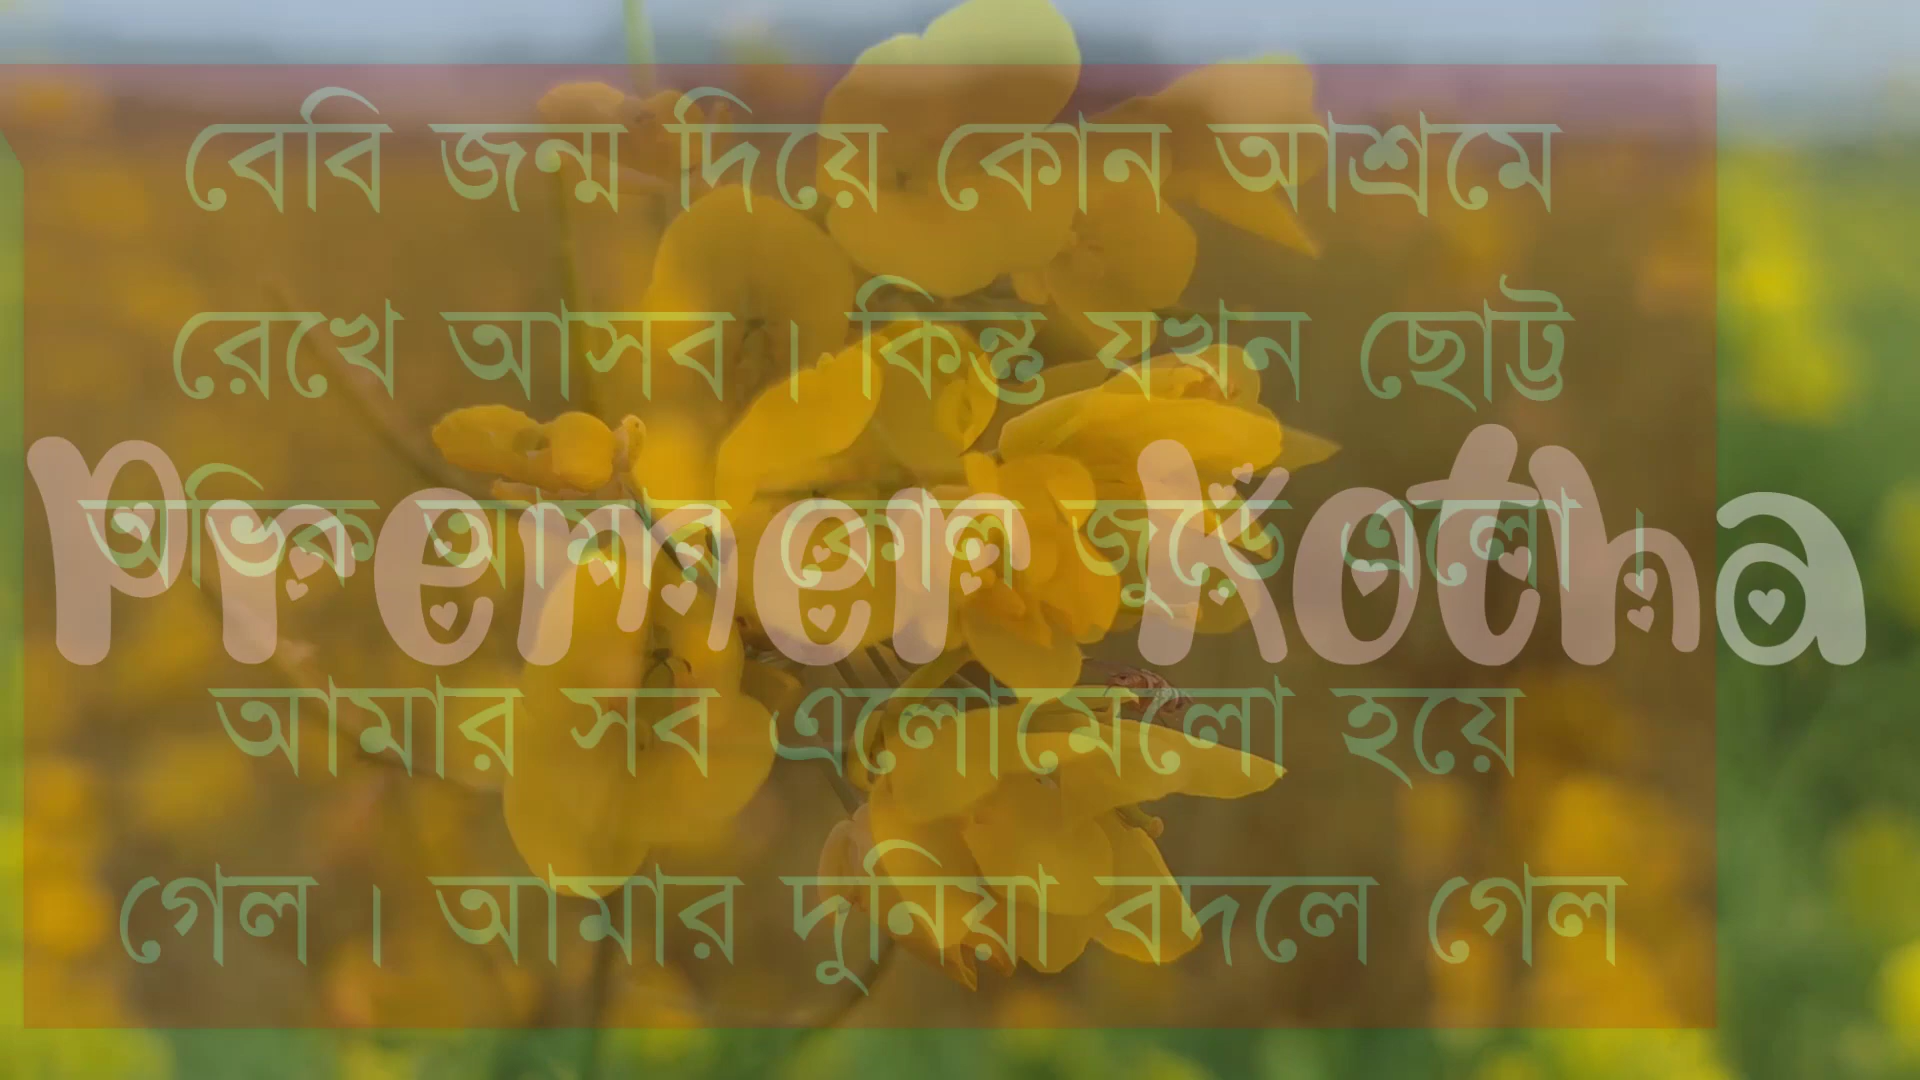 বেবি জন্ম দিয়ে কোন আশ্রমে
রেখে আসব। কিন্তু যখন ছোট্ট
অভিক আমার কোল জুড়ে এলো।
Premer Kotha
আমার সব এলোমেলো হয়ে
গেল। আমার দুনিয়া বদলে গেল